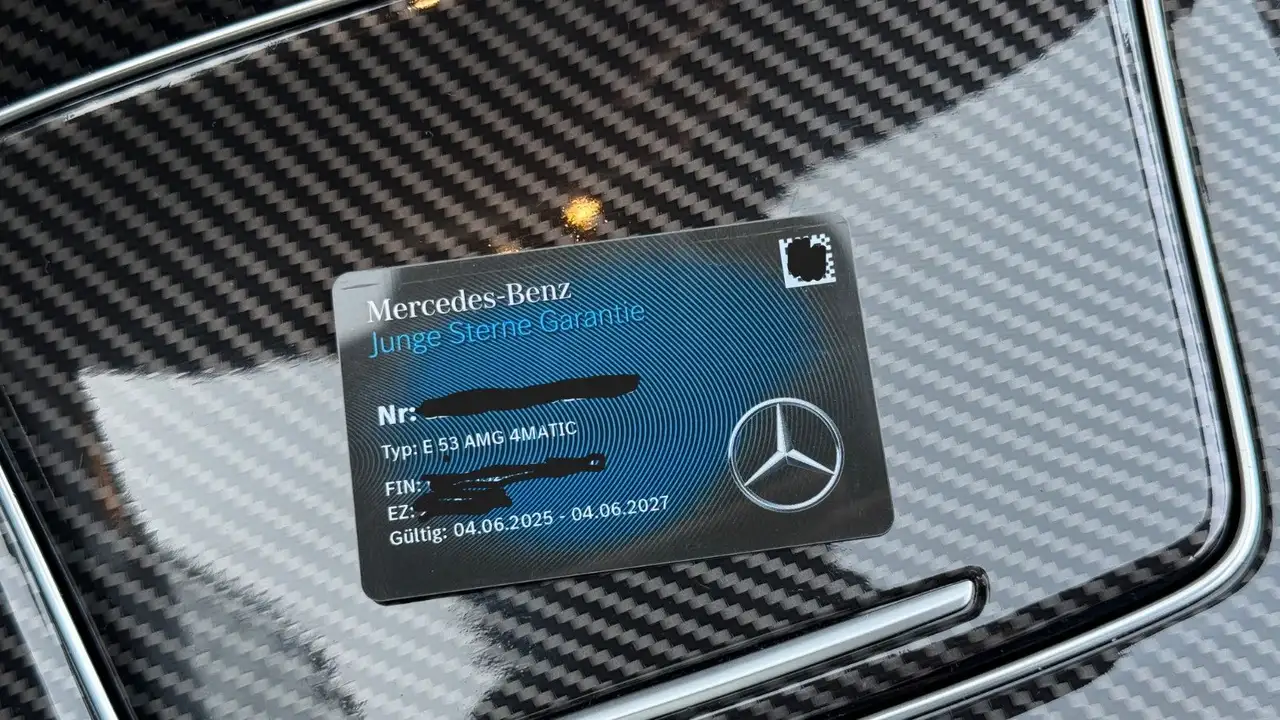 Mercedes-Benz
Junge Sterne Garantie
Nr:
Typ: E 53 AMG 4MATIC
FIN:
EZ:
Gültig: 04.06.2025 - 04.06.2027